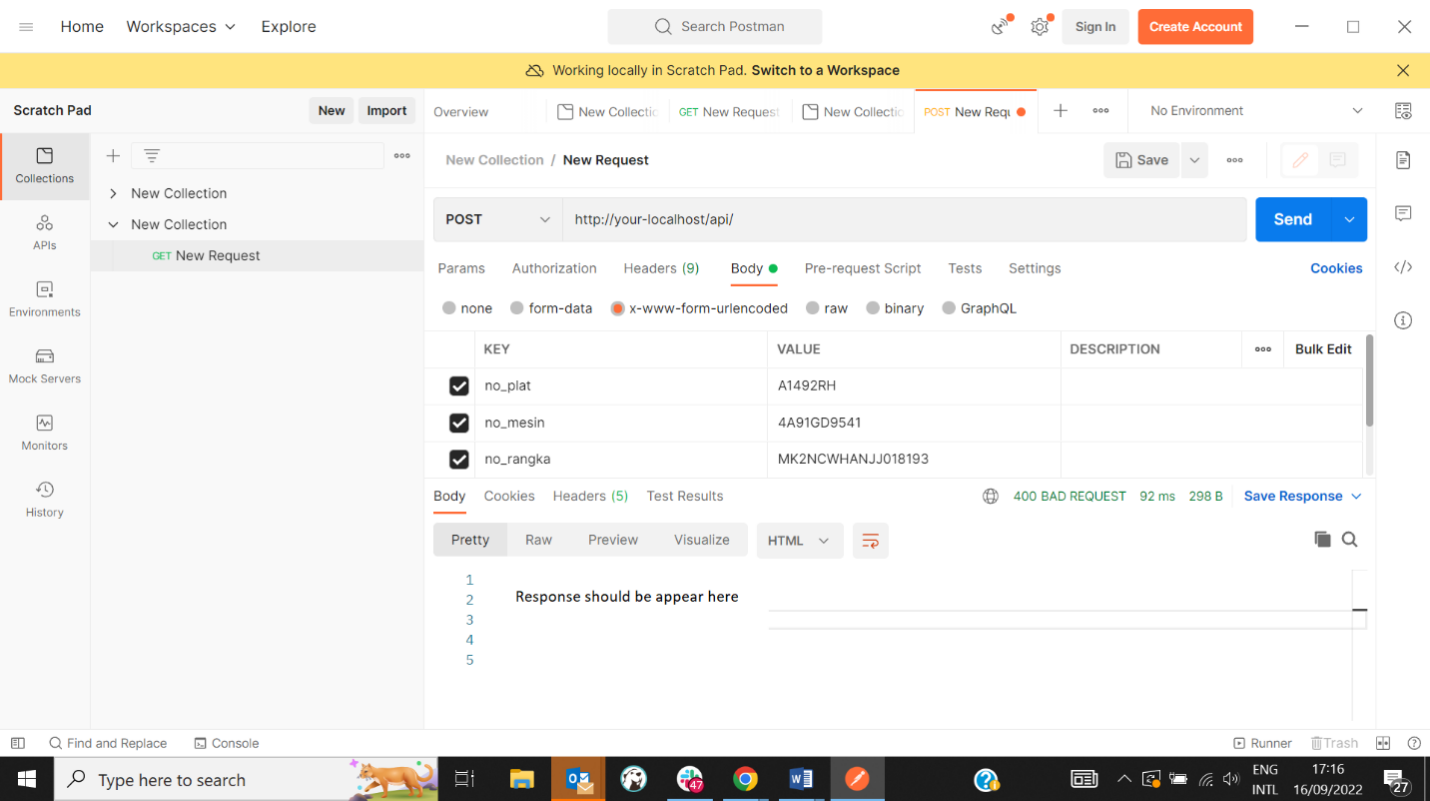 Home Workspaces Explore Search Postman Sign In Create Account
Working locally in Scratch Pad. Switch to a Workspace
Scratch Pad New Import Overview New Collectic GET New Request New Collectio POST New Requ No Environment
Collections
New Collection
New Collection
GET New Request
APIs
Environments
Mock Servers
Monitors
History
New Collection / New Request Save
POST http://your-localhost/api/ Send
Params Authorization Headers (9) Body Pre-request Script Tests Settings Cookies
none form-data x-www-form-urlencoded raw binary GraphQL
KEY VALUE DESCRIPTION Bulk Edit
no_plat A1492RH
no_mesin 4A91GD9541
no_rangka MK2NCWHANJJ018193
Body Cookies Headers (5) Test Results 400 BAD REQUEST 92 ms 298 B Save Response
Pretty Raw Preview Visualize HTML
1
2 Response should be appear here
3
4
5
Find and Replace Console Runner Trash
Type here to search 47 ENG 17:16
INTL 16/09/2022 27